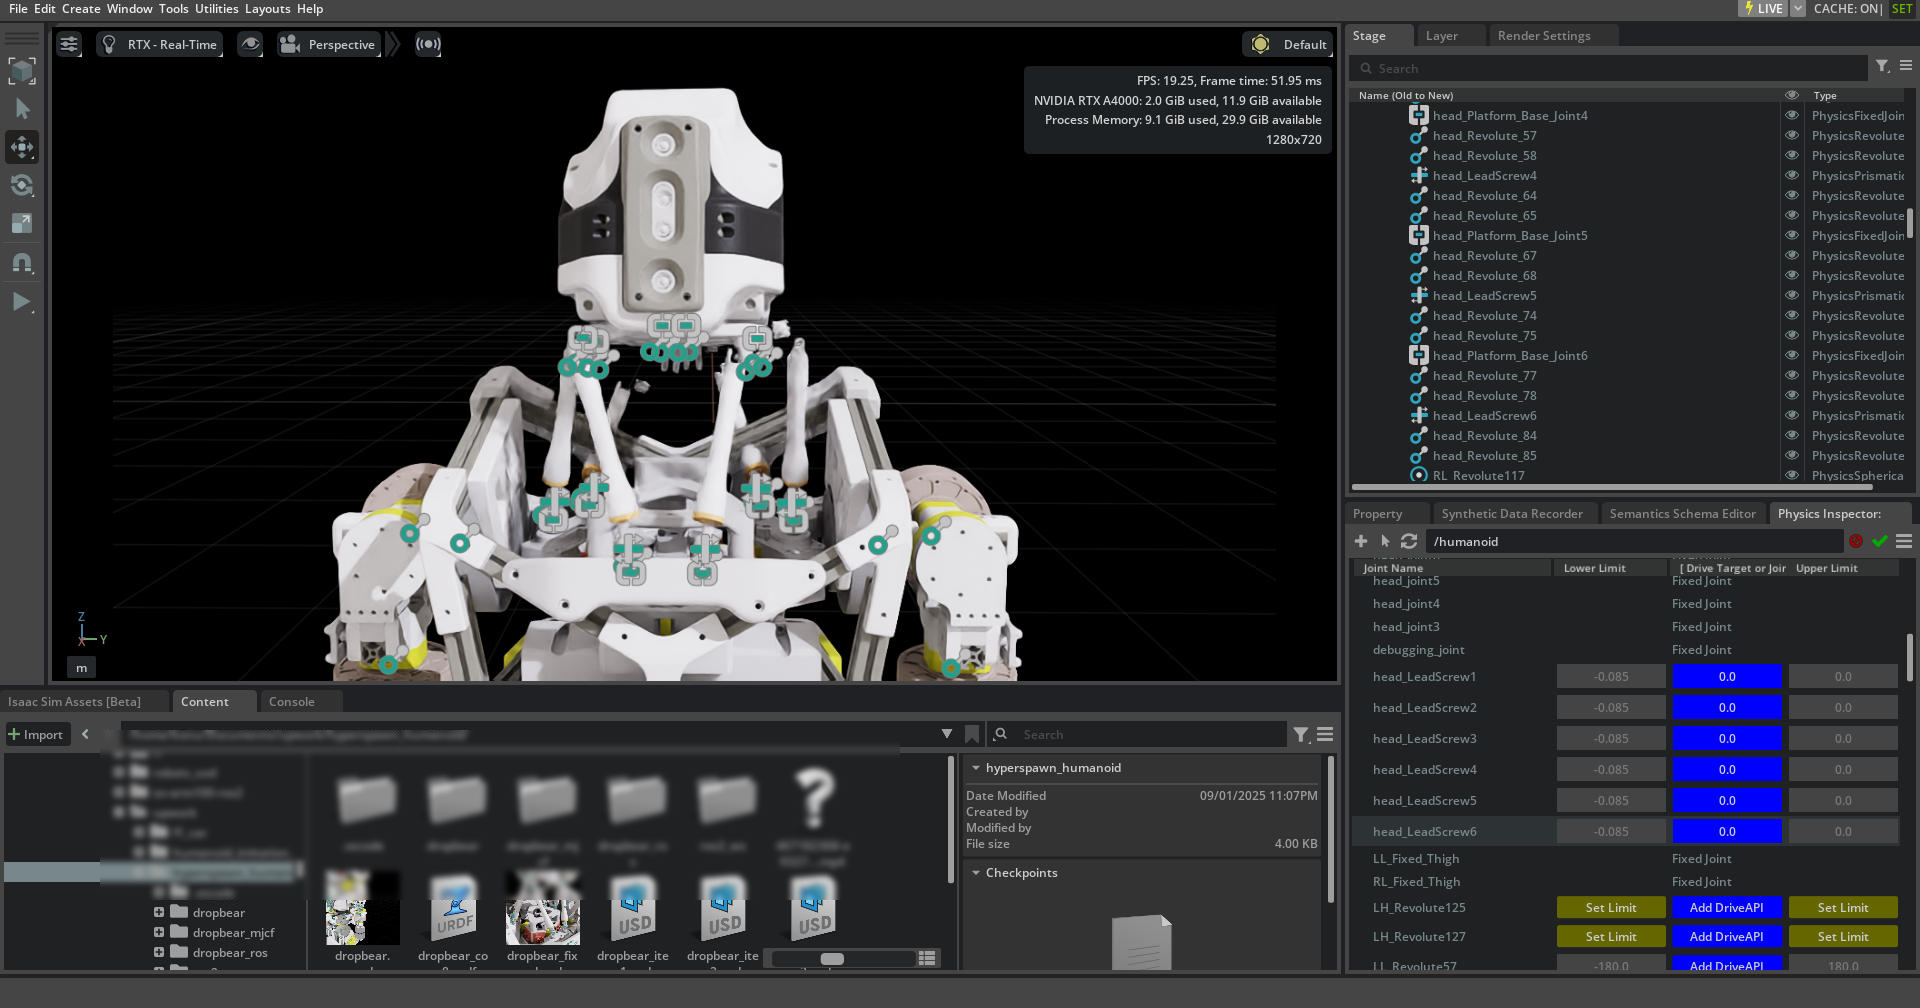 File Edit Create Window Tools Utilities Layouts Help
LIVE CACHE: ON| SET
RTX - Real-Time
Perspective
Default
FPS: 19.25, Frame time: 51.95 ms
NVIDIA RTX A4000: 2.0 GiB used, 11.9 GiB available
Process Memory: 9.1 GiB used, 29.9 GiB available
1280x720
Z
X
Y
m
Stage Layer Render Settings
Search
Name (Old to New) Type
head_Platform_Base_Joint4 PhysicsFixedJoin
head_Revolute_57 PhysicsRevolute
head_Revolute_58 PhysicsRevolute
head_LeadScrew4 PhysicsPrismatic
head_Revolute_64 PhysicsRevolute
head_Revolute_65 PhysicsRevolute
head_Platform_Base_Joint5 PhysicsFixedJoin
head_Revolute_67 PhysicsRevolute
head_Revolute_68 PhysicsRevolute
head_LeadScrew5 PhysicsPrismatic
head_Revolute_74 PhysicsRevolute
head_Revolute_75 PhysicsRevolute
head_Platform_Base_Joint6 PhysicsFixedJoin
head_Revolute_77 PhysicsRevolute
head_Revolute_78 PhysicsRevolute
head_LeadScrew6 PhysicsPrismatic
head_Revolute_84 PhysicsRevolute
head_Revolute_85 PhysicsRevolute
RL_Revolute117 PhysicsSpherica
Property Synthetic Data Recorder Semantics Schema Editor Physics Inspector:
/humanoid
Joint Name Lower Limit [ Drive Target or Joir Upper Limit
head_joint5 Fixed Joint
head_joint4 Fixed Joint
head_joint3 Fixed Joint
debugging_joint Fixed Joint
head_LeadScrew1 -0.085 0.0 0.0
head_LeadScrew2 -0.085 0.0 0.0
head_LeadScrew3 -0.085 0.0 0.0
head_LeadScrew4 -0.085 0.0 0.0
head_LeadScrew5 -0.085 0.0 0.0
head_LeadScrew6 -0.085 0.0 0.0
LL_Fixed_Thigh Fixed Joint
RL_Fixed_Thigh Fixed Joint
LH_Revolute125 Set Limit Add DriveAPI Set Limit
LH_Revolute127 Set Limit Add DriveAPI Set Limit
LL_Revolute57 -180.0 Add DriveAPI 180.0
Isaac Sim Assets [Beta] Content Console
Import
Search
dropbear
dropbear_mjcf
dropbear_ros
URDF
USD
USD
USD
dropbear.
dropbear_co
dropbear_fix
dropbear_ite
dropbear_ite
hyperspawn_humanoid
Date Modified 09/01/2025 11:07PM
Created by
Modified by
File size 4.00 KB
Checkpoints